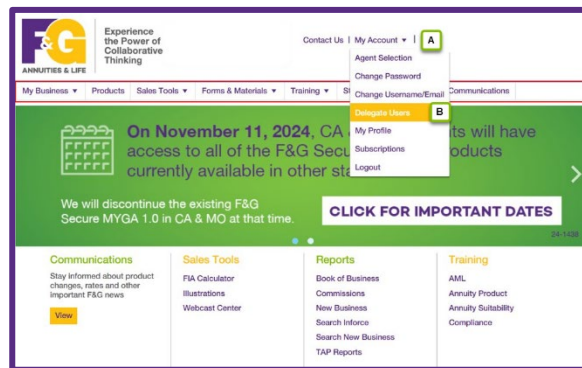 F&G
ANNUITIES & LIFE
Experience
the Power of
Collaborative
Thinking
Contact Us | My Account ▼ | A
Agent Selection
Change Password
Change Username/Email
Delegate Users B
My Profile
Subscriptions
Logout
My Business ▼ Products Sales Tools ▼ Forms & Materials ▼ Training ▼ Communications
On November 11, 2024, CA will have
access to all of the F&G
currently available in other
We will discontinue the existing F&G
Secure MYGA 1.0 in CA & MO at that time.
CLICK FOR IMPORTANT DATES
24-1438
Communications
Stay informed about product
changes, rates and other
important F&G news
View
Sales Tools
FIA Calculator
Illustrations
Webcast Center
Reports
Book of Business
Commissions
New Business
Search Inforce
Search New Business
TAP Reports
Training
AML
Annuity Product
Annuity Suitability
Compliance